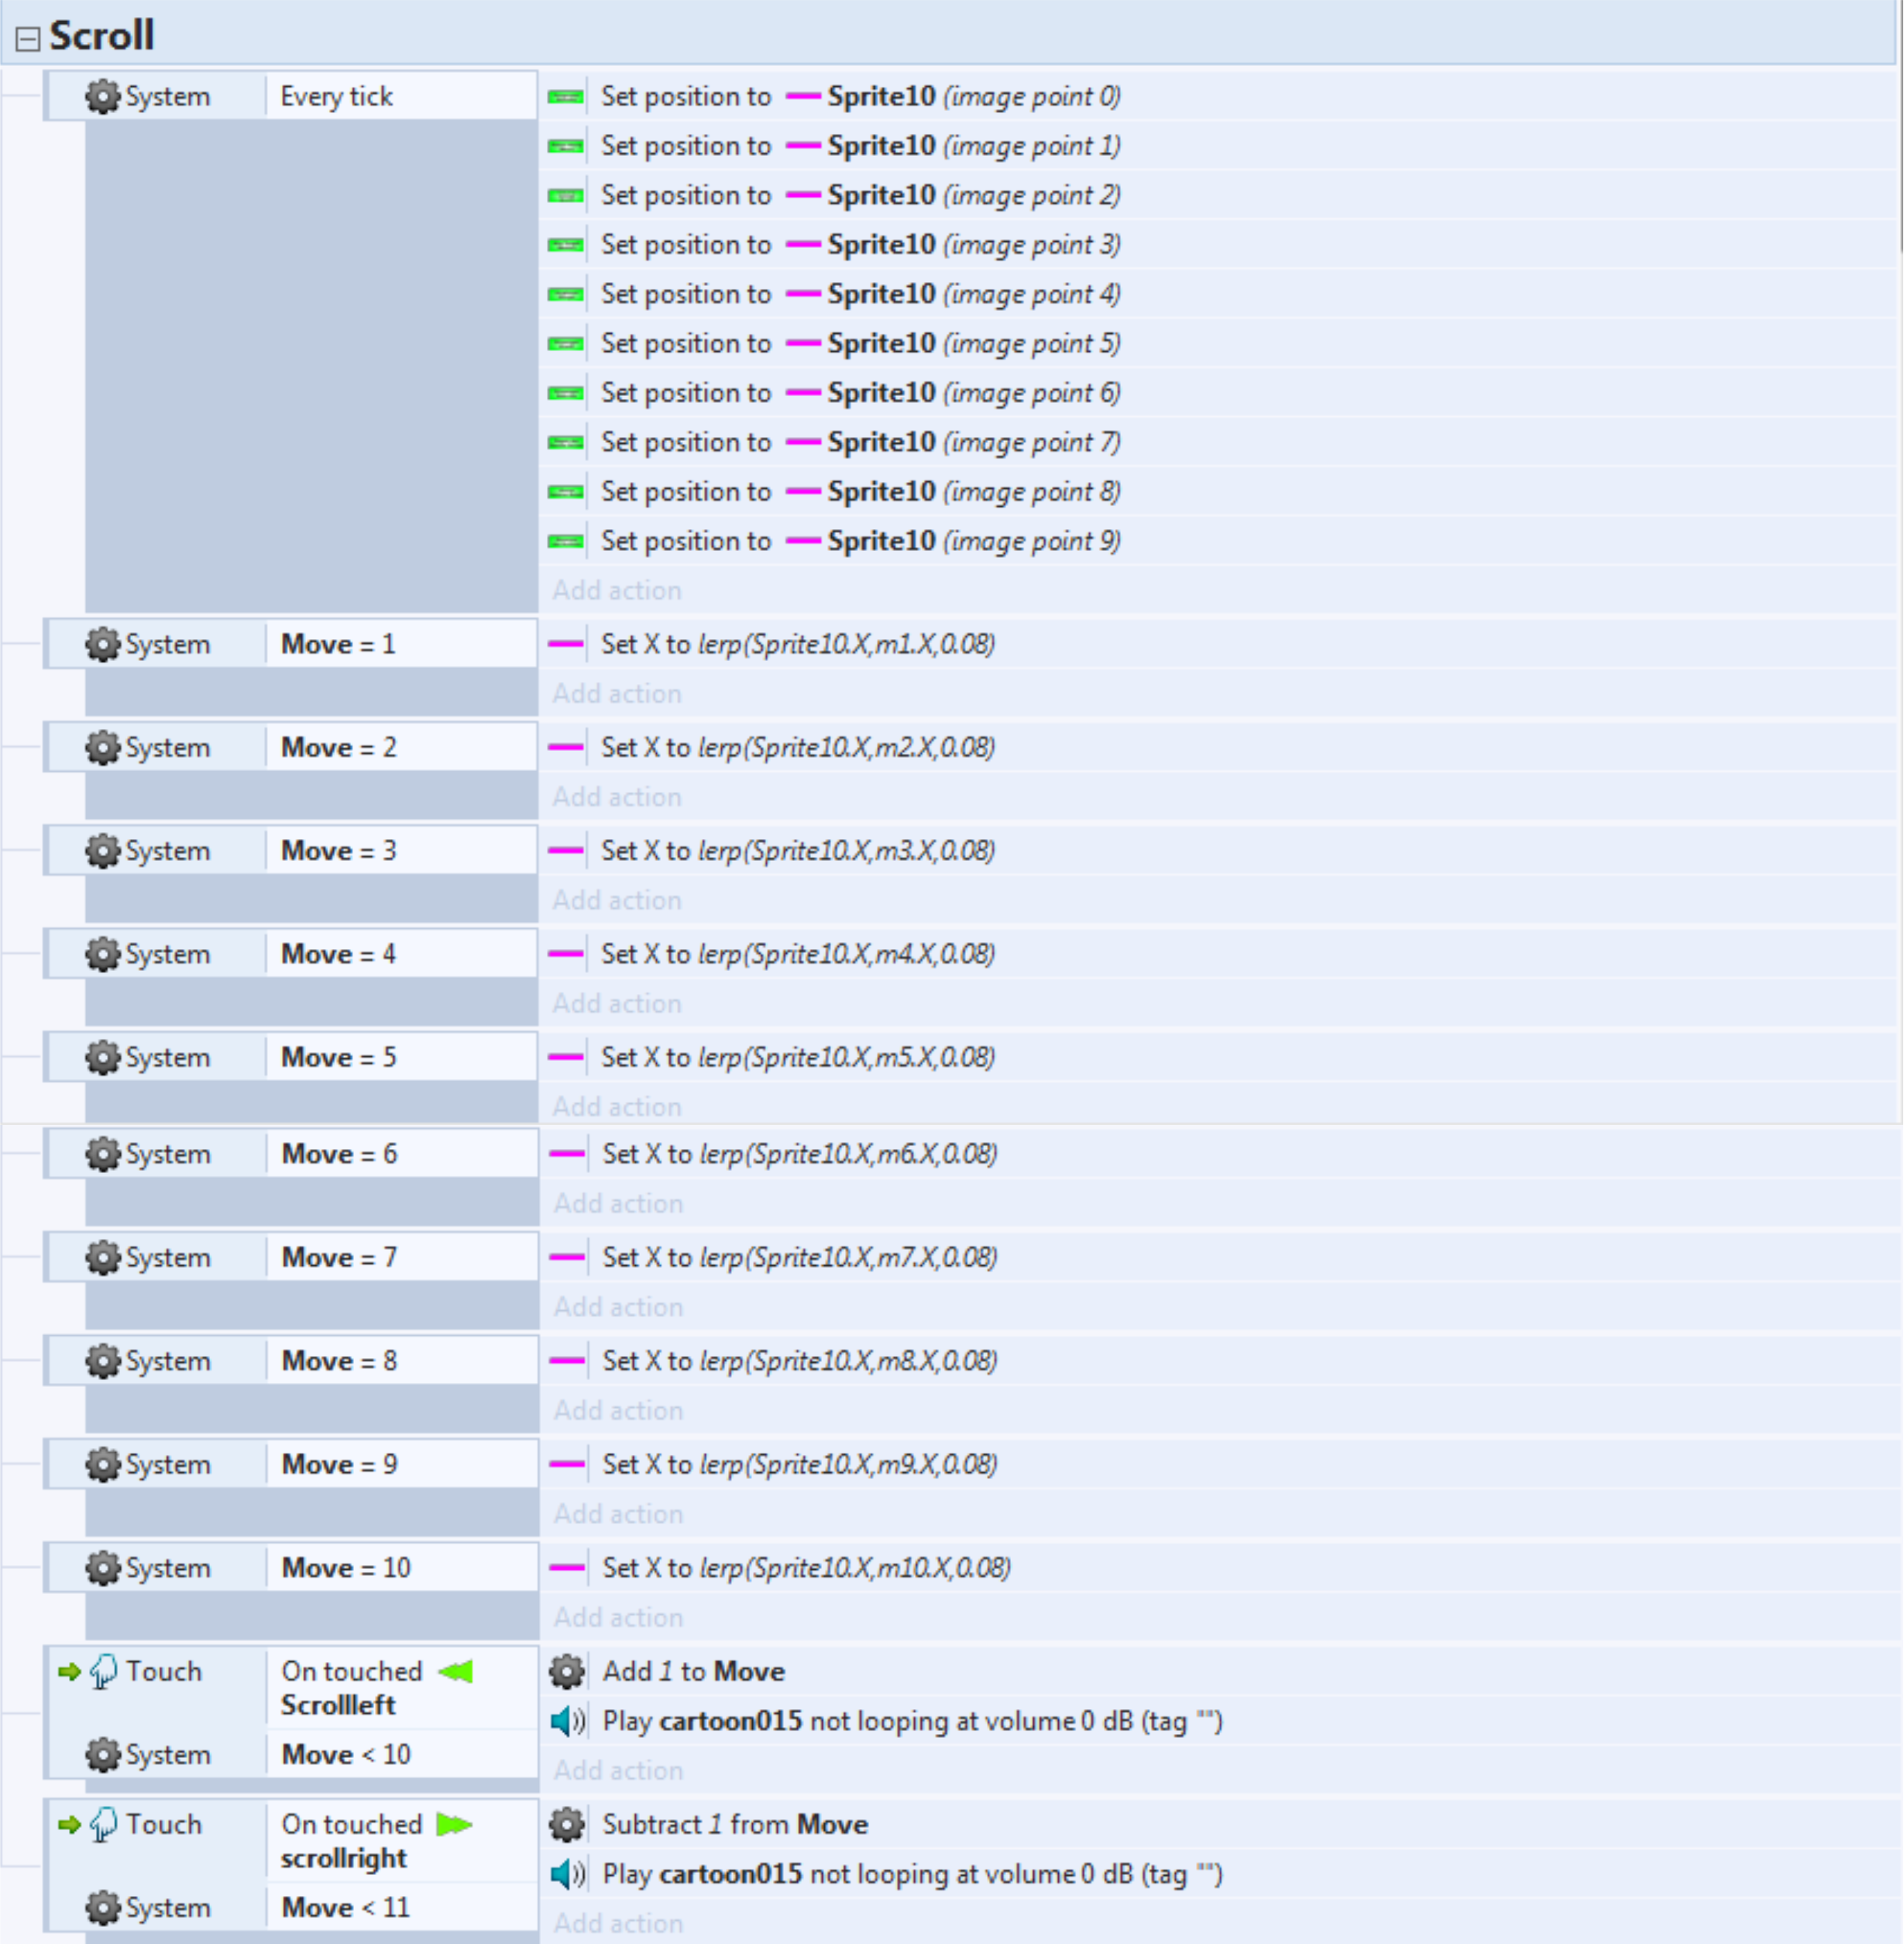 Scroll
System Every tick Set position to Sprite10 (image point 0)
Set position to Sprite10 (image point 1)
Set position to Sprite10 (image point 2)
Set position to Sprite10 (image point 3)
Set position to Sprite10 (image point 4)
Set position to Sprite10 (image point 5)
Set position to Sprite10 (image point 6)
Set position to Sprite10 (image point 7)
Set position to Sprite10 (image point 8)
Set position to Sprite10 (image point 9)
Add action
System Move = 1 Set X to lerp(Sprite10.X,m1.X,0.08)
Add action
System Move = 2 Set X to lerp(Sprite10.X,m2.X,0.08)
Add action
System Move = 3 Set X to lerp(Sprite10.X,m3.X,0.08)
Add action
System Move = 4 Set X to lerp(Sprite10.X,m4.X,0.08)
Add action
System Move = 5 Set X to lerp(Sprite10.X,m5.X,0.08)
Add action
System Move = 6 Set X to lerp(Sprite10.X,m6.X,0.08)
Add action
System Move = 7 Set X to lerp(Sprite10.X,m7.X,0.08)
Add action
System Move = 8 Set X to lerp(Sprite10.X,m8.X,0.08)
Add action
System Move = 9 Set X to lerp(Sprite10.X,m9.X,0.08)
Add action
System Move = 10 Set X to lerp(Sprite10.X,m10.X,0.08)
Add action
Touch On touched Add 1 to Move
Scrollleft
Play cartoon015 not looping at volume 0 dB (tag "")
System Move < 10
Add action
Touch On touched Subtract 1 from Move
scrollright
Play cartoon015 not looping at volume 0 dB (tag "")
System Move < 11
Add action